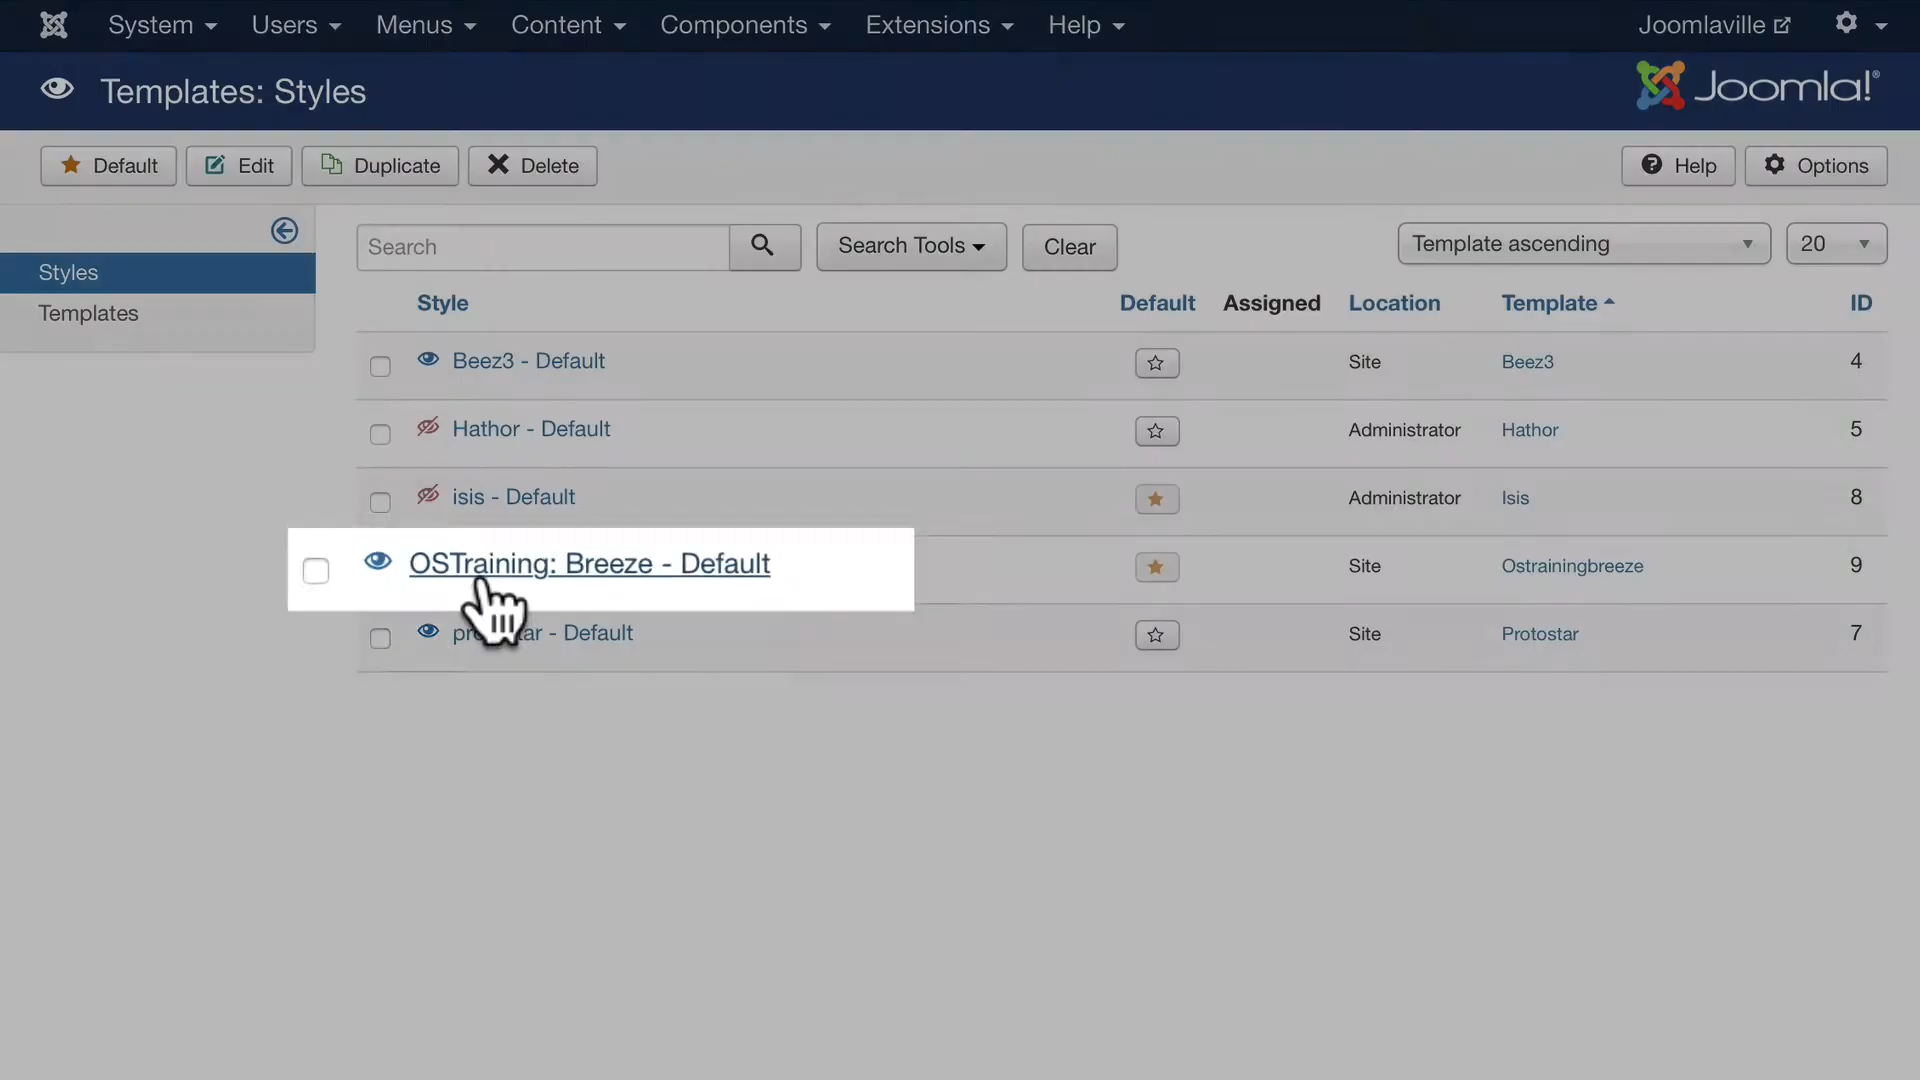 System Users Menus Content Components Extensions Help Joomlaville
Templates: Styles Joomla!®
Default Edit Duplicate Delete Help Options
Search Search Tools Clear Template ascending 20
Styles
Templates
Style Default Assigned Location Template ID
Beez3 - Default Site Beez3 4
Hathor - Default Administrator Hathor 5
isis - Default Administrator Isis 8
OSTraining: Breeze - Default Site Ostrainingbreeze 9
- Default Site Protostar 7